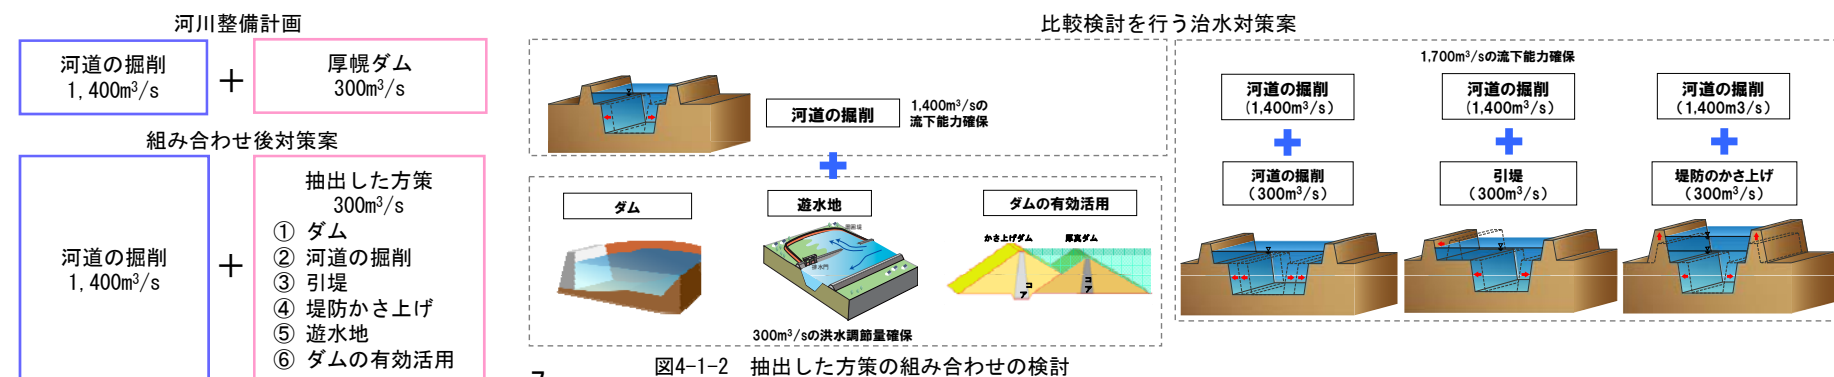 河川整備計画
河道の掘削
1,400m³/s
＋
厚幌ダム
300m³/s
組み合わせ後対策案
河道の掘削
1,400m³/s
＋
抽出した方策
300m³/s
① ダム
② 河道の掘削
③ 引堤
④ 堤防かさ上げ
⑤ 遊水地
⑥ ダムの有効活用
比較検討を行う治水対策案
河道の掘削
1,400m³/sの
流下能力確保
ダム
遊水地
ダムの有効活用
排水門
かさ上げダム
厚真ダム
コア
コア
300m³/sの洪水調節量確保
1,700m³/sの流下能力確保
河道の掘削
(1,400m³/s)
河道の掘削
(300m³/s)
河道の掘削
(1,400m³/s)
引堤
(300m³/s)
河道の掘削
(1,400m3/s)
堤防のかさ上げ
(300m³/s)
図4-1-2 抽出した方策の組み合わせの検討